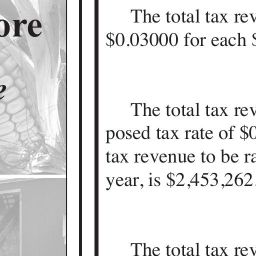 ore
e
The total tax rev
$0.03000 for each $
The total tax rev
posed tax rate of $0
tax revenue to be ra
year, is $2,453,262.
The total tax rev